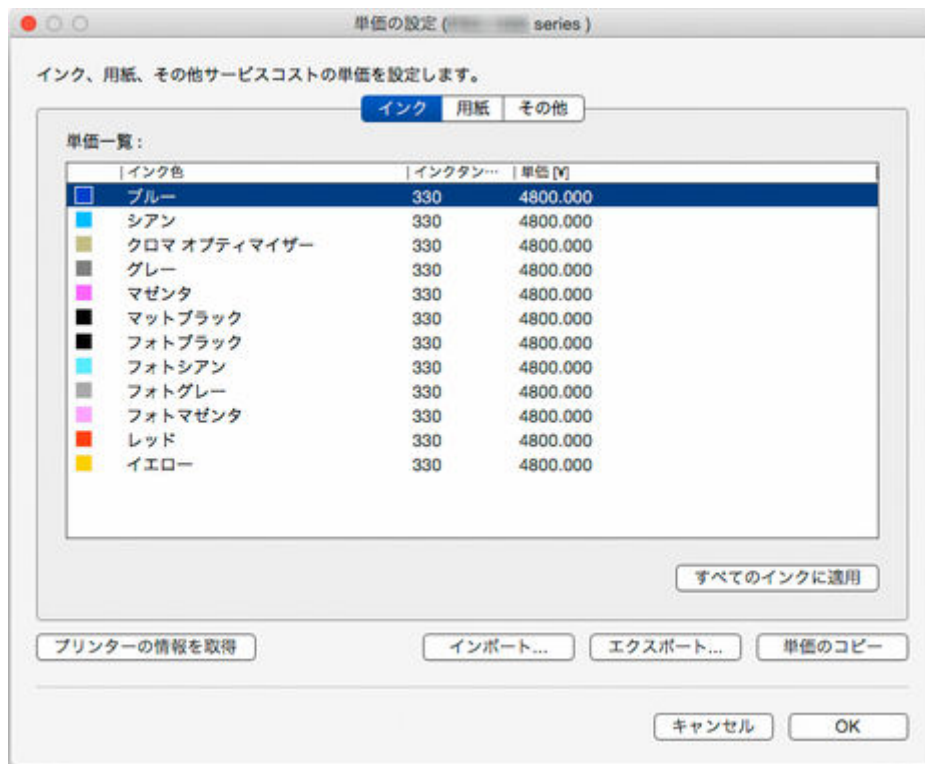 単価の設定 ( series )
インク、用紙、その他サービスコストの単価を設定します。
インク 用紙 その他
単価一覧：
インク色 インクタン… 単価 [¥]
ブルー 330 4800.000
シアン 330 4800.000
クロマ オプティマイザー 330 4800.000
グレー 330 4800.000
マゼンタ 330 4800.000
マットブラック 330 4800.000
フォトブラック 330 4800.000
フォトシアン 330 4800.000
フォトグレー 330 4800.000
フォトマゼンタ 330 4800.000
レッド 330 4800.000
イエロー 330 4800.000
すべてのインクに適用
プリンターの情報を取得 インポート... エクスポート... 単価のコピー
キャンセル OK